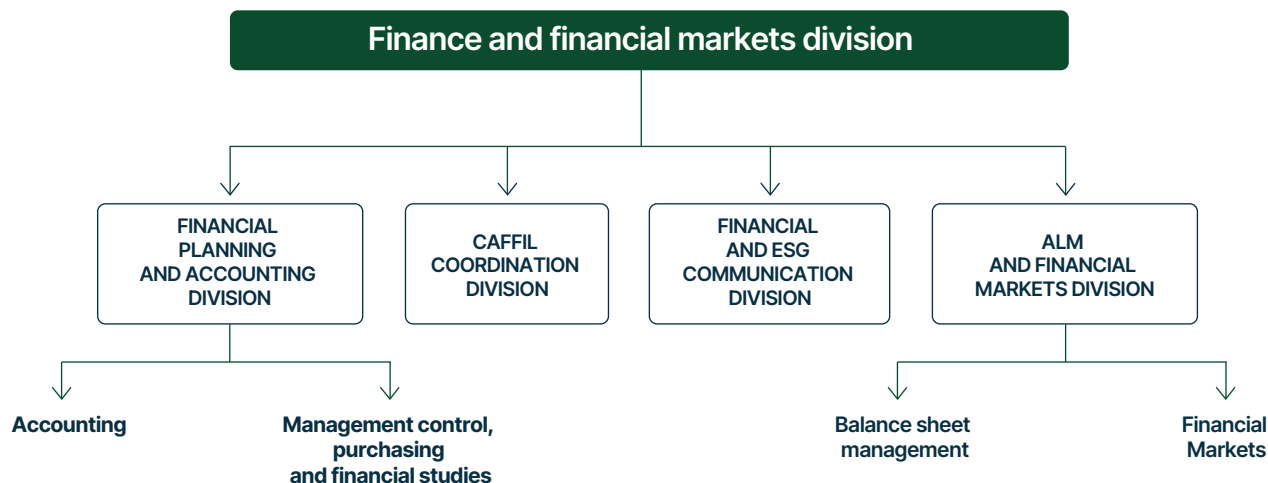 Finance and financial markets division
FINANCIAL
PLANNING
AND ACCOUNTING
DIVISION
CAFFIL
COORDINATION
DIVISION
FINANCIAL
AND ESG
COMMUNICATION
DIVISION
ALM
AND FINANCIAL
MARKETS DIVISION
Accounting
Management control,
purchasing
and financial studies
Balance sheet
management
Financial
Markets